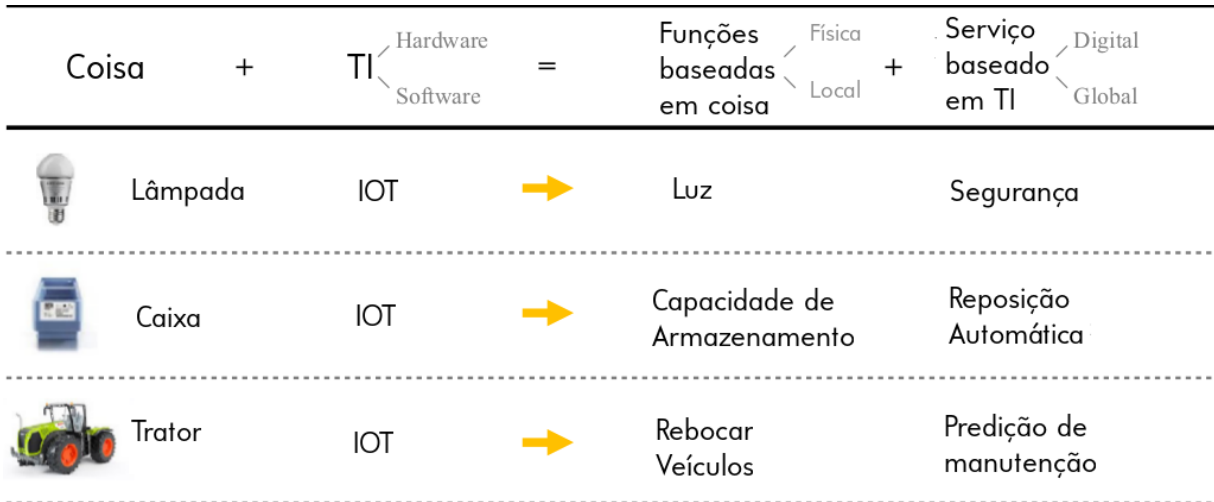 Coisa + TI Hardware Software = Funções baseadas em coisa Física Local + Serviço baseado em TI Digital Global
Lâmpada IOT Luz Segurança
Caixa IOT Capacidade de Armazenamento Reposição Automática
Trator IOT Rebocar Veículos Predição de manutenção